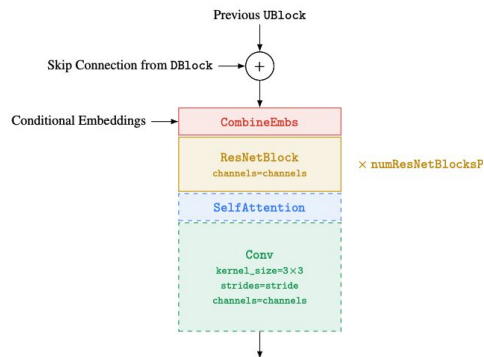 Previous UBlock
Skip Connection from DBlock
+
Conditional Embeddings
CombineEmbs
ResNetBlock
channels=channels
× numResNetBlocksP
SelfAttention
Conv
kernel_size=3×3
strides=stride
channels=channels